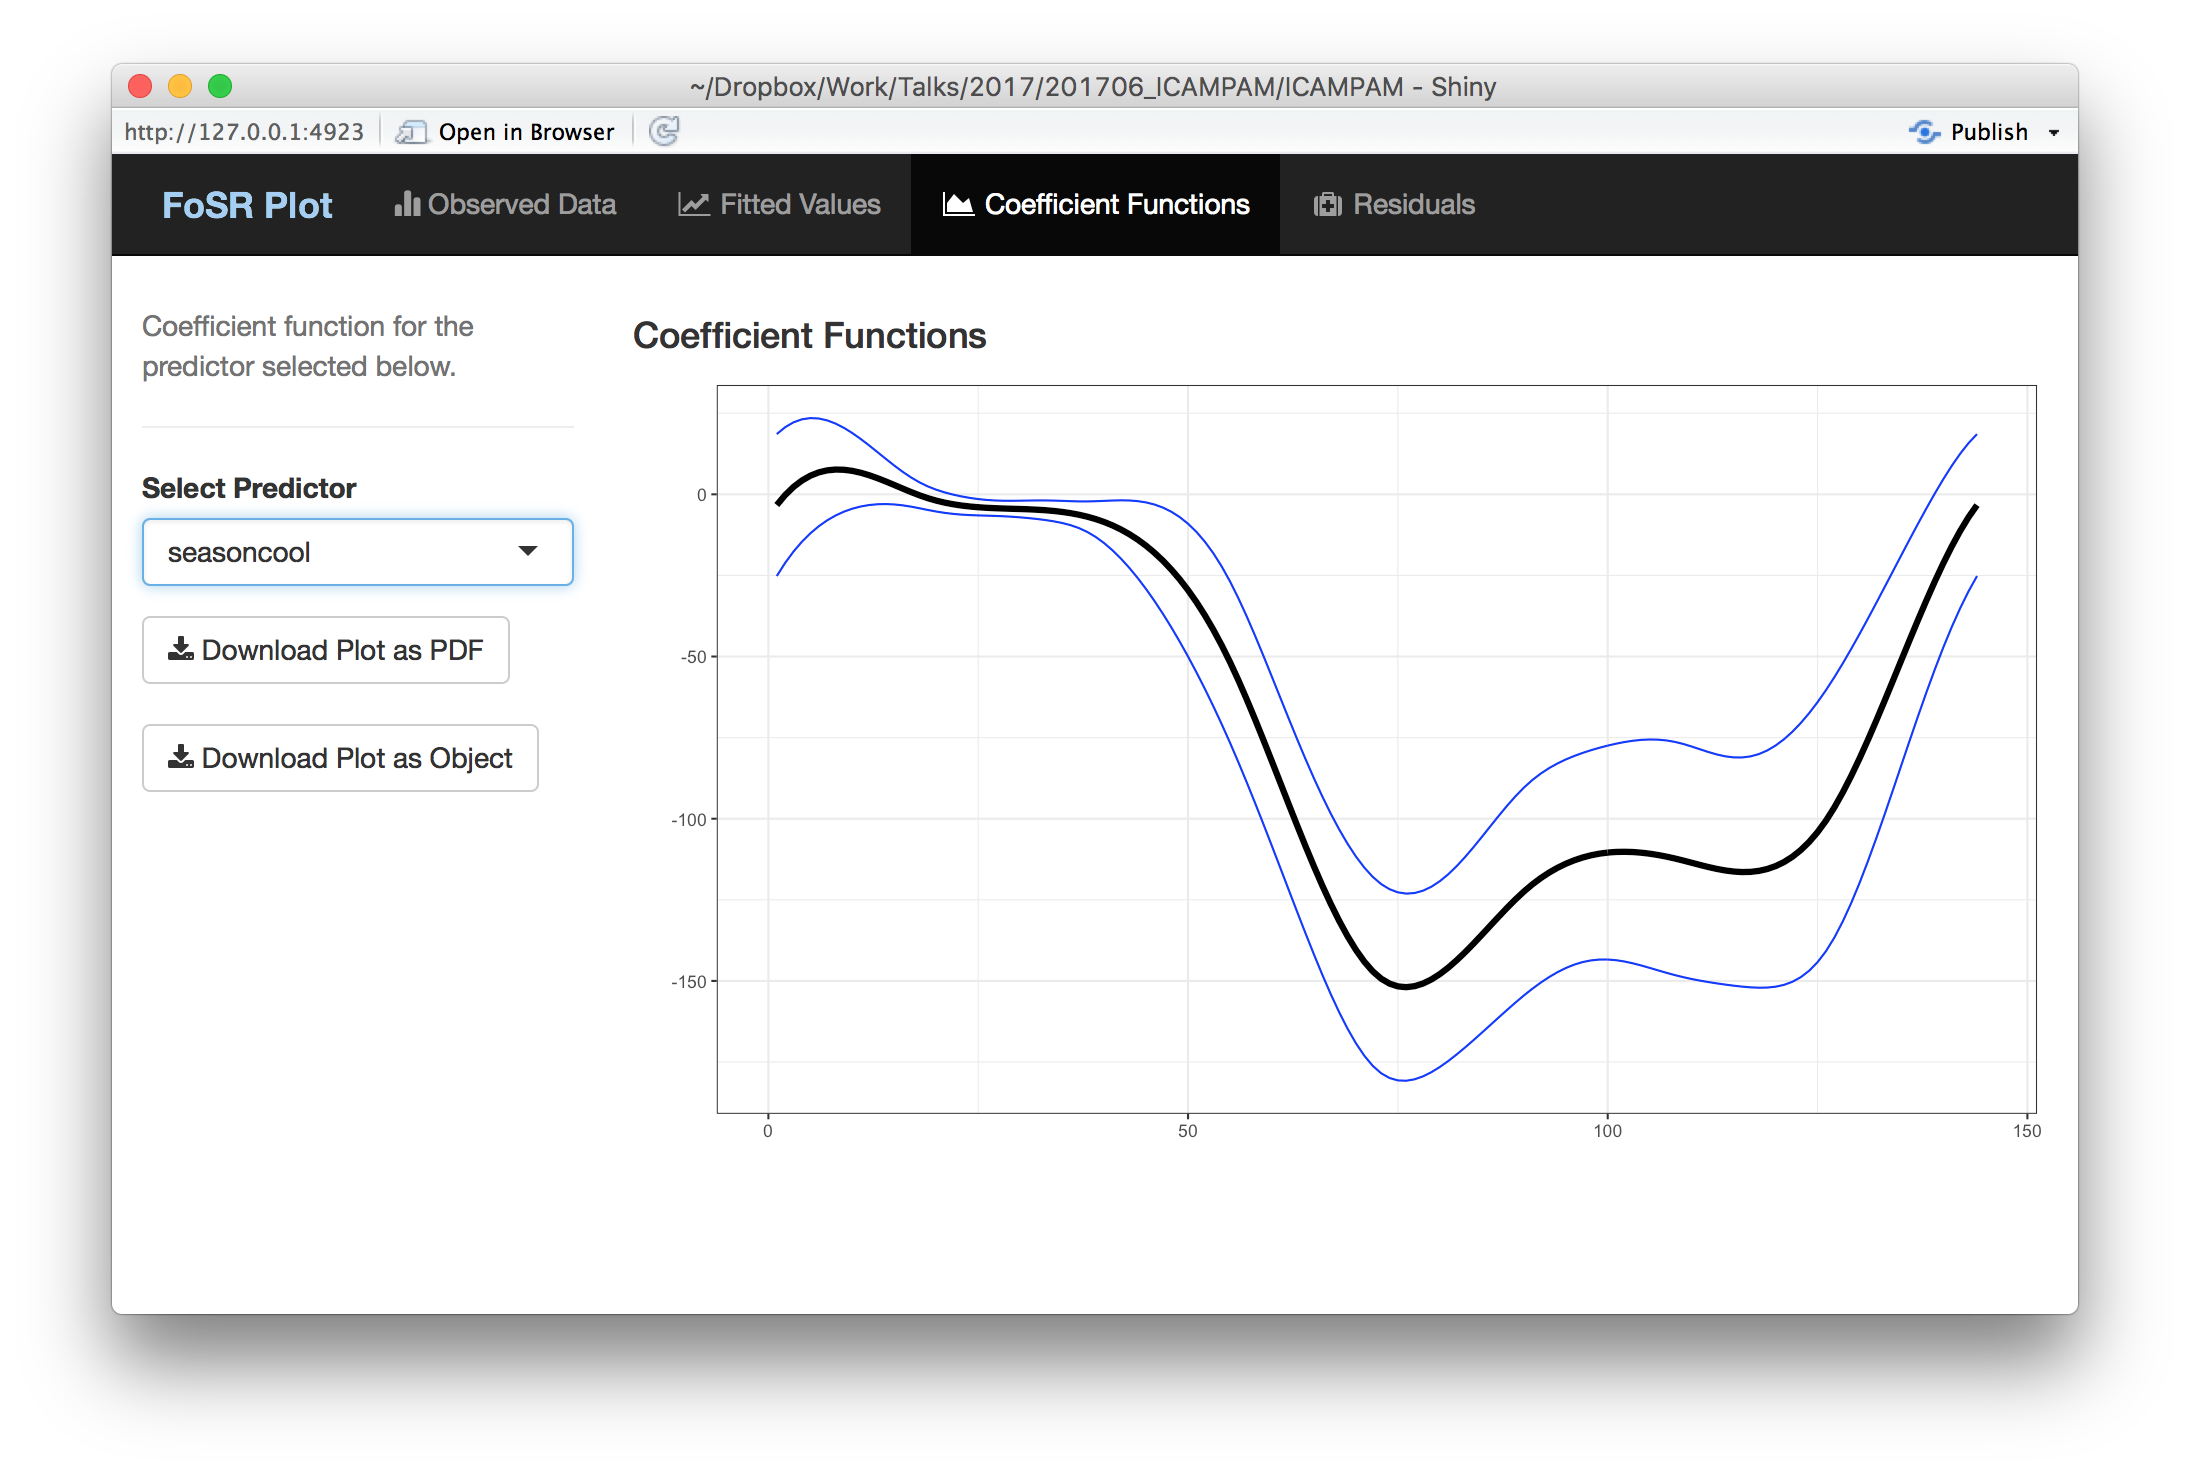 ~/Dropbox/Work/Talks/2017/201706_ICAMPAM/ICAMPAM - Shiny
http://127.0.0.1:4923 Open in Browser Publish
FoSR Plot Observed Data Fitted Values Coefficient Functions Residuals
Coefficient function for the
predictor selected below.
Select Predictor
seasoncool
Download Plot as PDF
Download Plot as Object
Coefficient Functions
0
-50
-100
-150
0 50 100 150